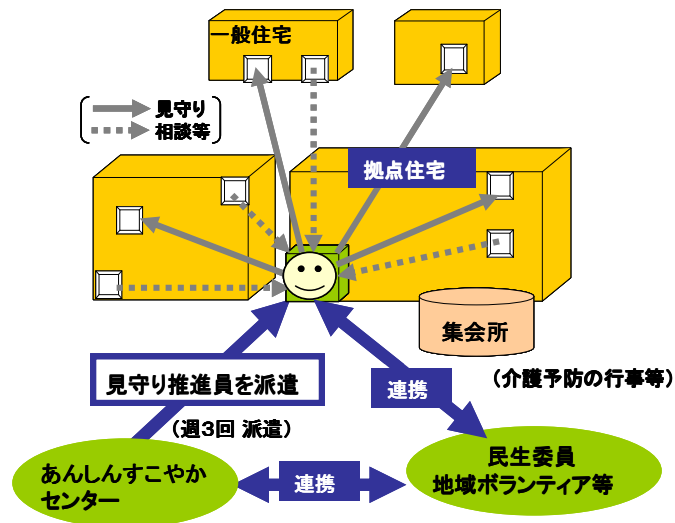 一般住宅
見守り
相談等
拠点住宅
集会所
(介護予防の行事等)
見守り推進員を派遣
(週3回 派遣)
連携
あんしんすこやか
センター
連携
民生委員
地域ボランティア等